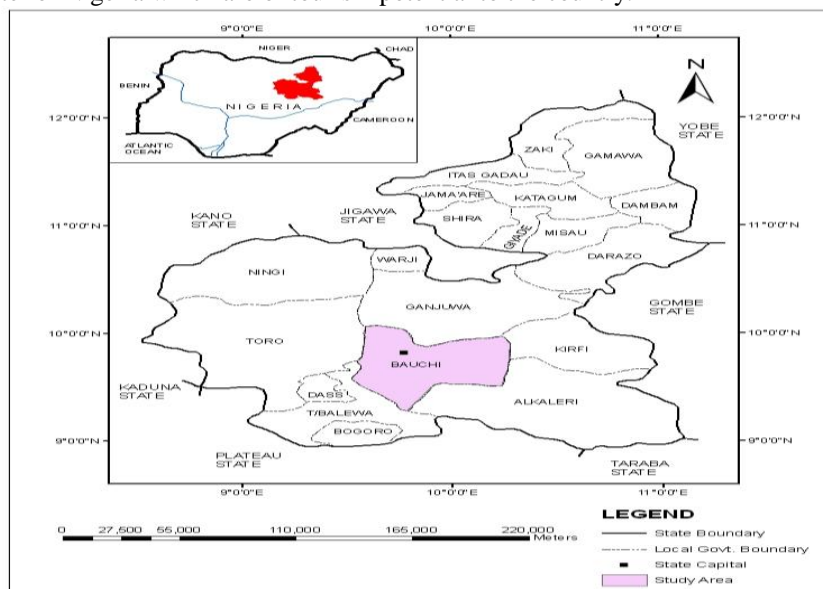 9°0'0"E 10°0'0"E 11°0'0"E
NIGER
CHAD
BENIN
NIGERIA
CAMEROON
ATLANTIC
OCEAN
N
12°0'0"N
12°0'0"N
YOBE
STATE
ZAKI
GAMAWA
ITAS GADAU
JAMA'ARE
KATAGUM
DAMBAM
KANO
STATE
JIGAWA
STATE
SHIRA
GIYADE
MISAU
11°0'0"N
11°0'0"N
WARJI
DARAZO
NINGI
GANJUWA
GOMBE
STATE
10°0'0"N
10°0'0"N
TORO
KIRFI
BAUCHI
KADUNA
STATE
DASS
ALKALERI
T/BALEWA
BOGORO
9°0'0"N
9°0'0"N
PLATEAU
STATE
TARABA
STATE
9°0'0"E 10°0'0"E 11°0'0"E
0 27,500 55,000 110,000 165,000 220,000
Meters
LEGEND
State Boundary
Local Govt. Boundary
State Capital
Study Area